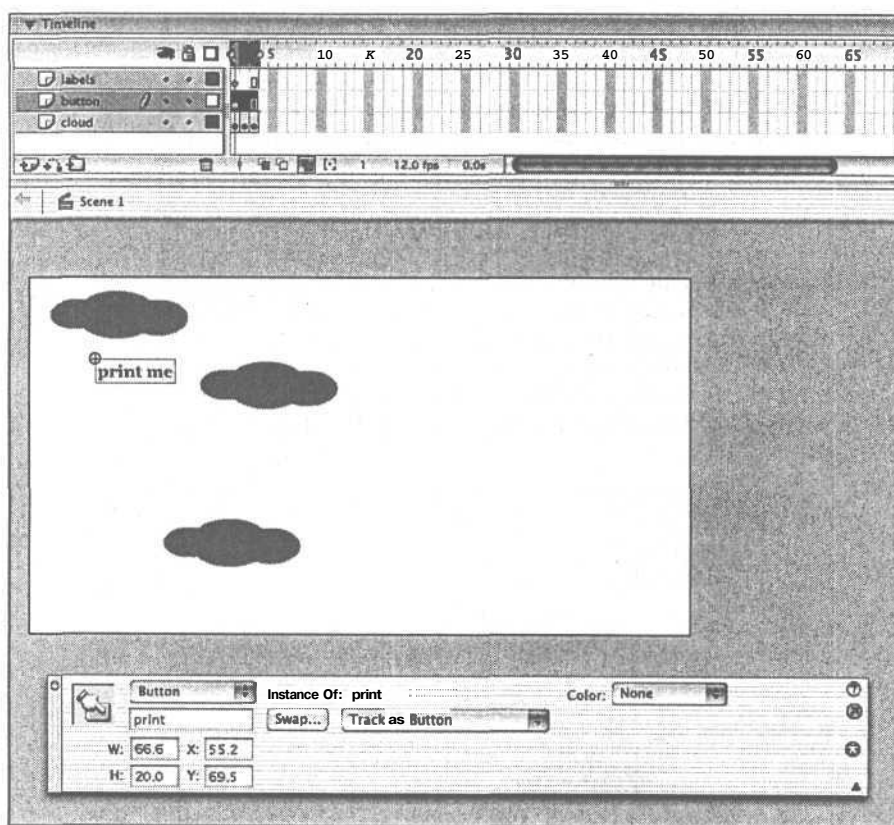 Timeline
5 10 K 20 25 30 35 40 45 50 55 60 65
labels
button
cloud
1 12.0 fps 0.0s
Scene 1
print me
Button Instance Of: print Color: None
print Swap... Track as Button
W: 66.6 X: 55.2
H: 20.0 Y: 69.5